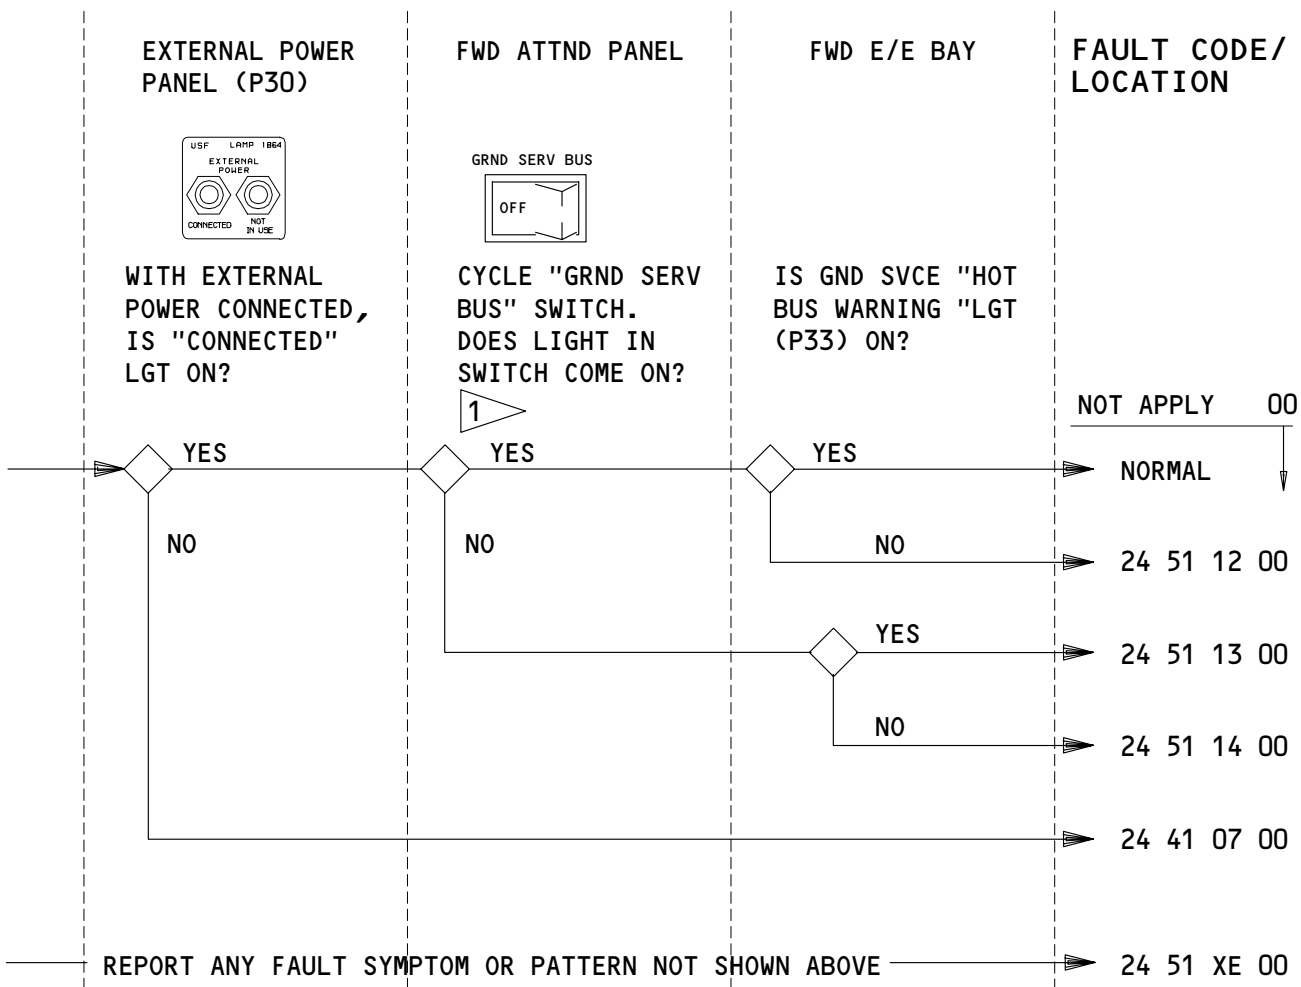 EXTERNAL POWER
PANEL (P30)
FWD ATTND PANEL
FWD E/E BAY
FAULT CODE/
LOCATION
USF LAMP 1864
EXTERNAL
POWER
CONNECTED
NOT
IN USE
GRND SERV BUS
OFF
WITH EXTERNAL
POWER CONNECTED,
IS "CONNECTED"
LGT ON?
CYCLE "GRND SERV
BUS" SWITCH.
DOES LIGHT IN
SWITCH COME ON?
1
IS GND SVCE "HOT
BUS WARNING "LGT
(P33) ON?
NOT APPLY 00
YES
YES
YES
NORMAL
NO
NO
NO
24 51 12 00
YES
24 51 13 00
NO
24 51 14 00
24 41 07 00
REPORT ANY FAULT SYMPTOM OR PATTERN NOT SHOWN ABOVE
24 51 XE 00